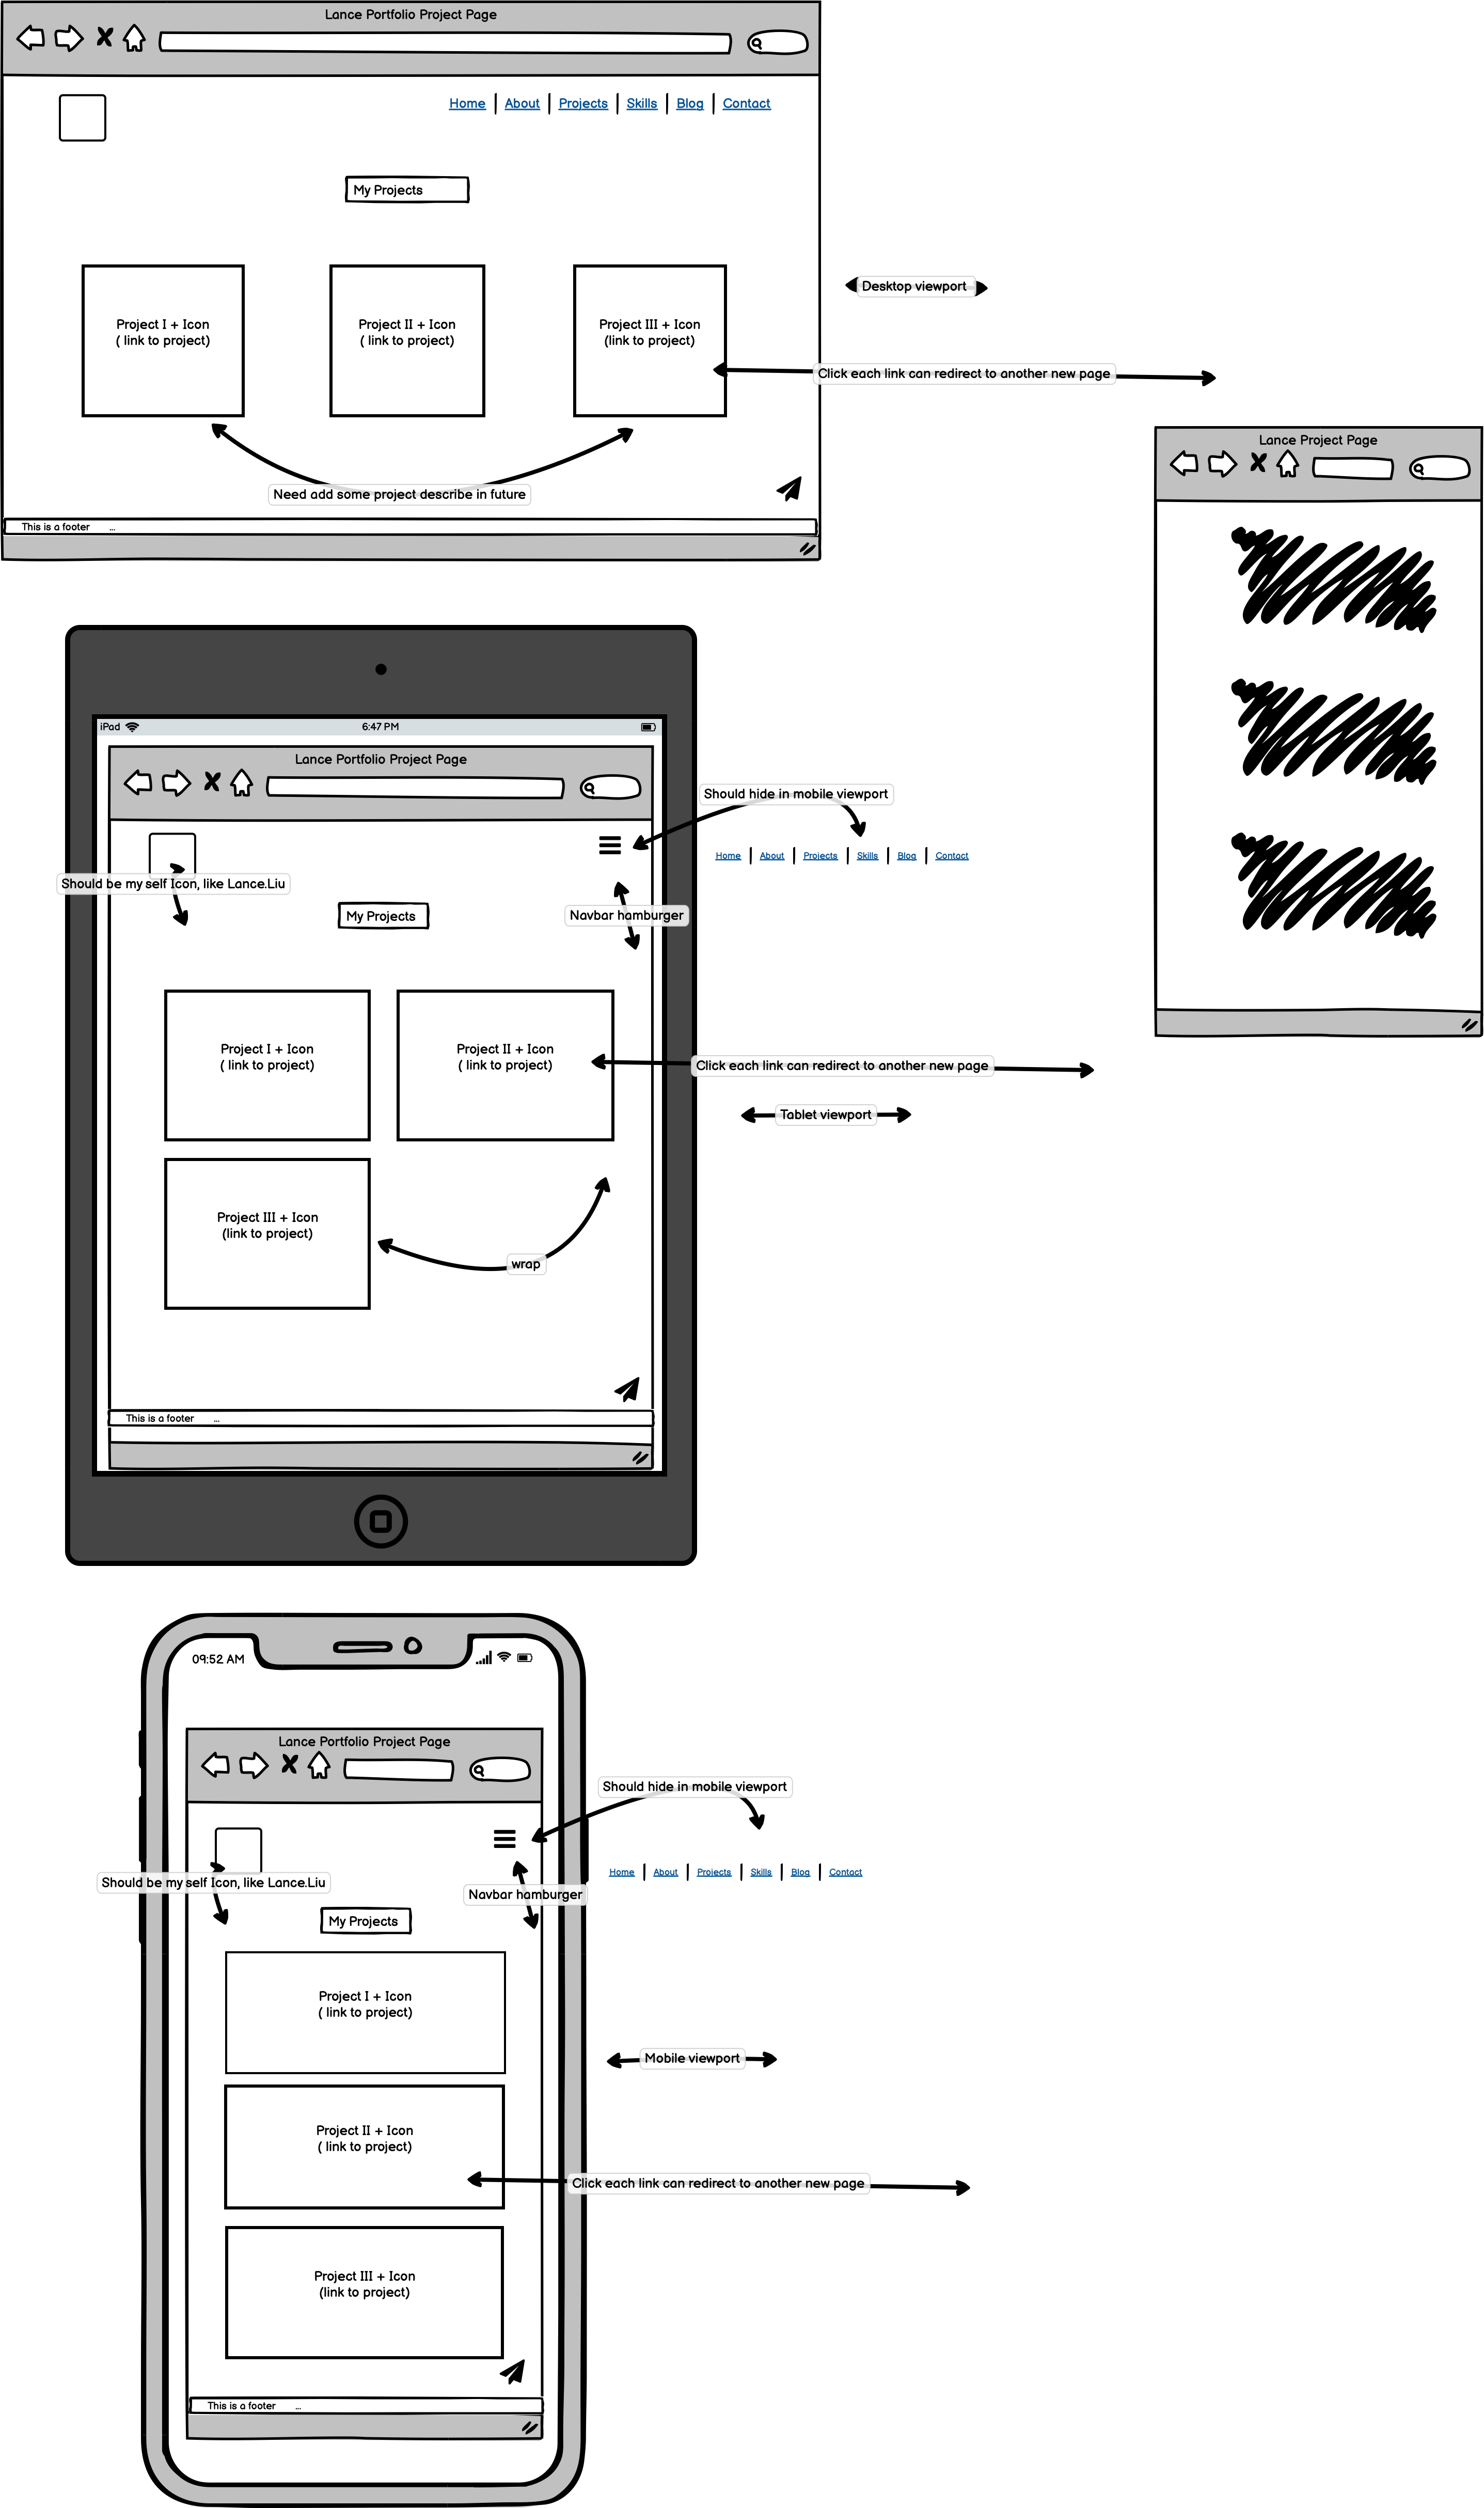 Lance Portfolio Project Page
Home About Projects Skills Blog Contact
My Projects
Project I + Icon
( link to project)
Project II + Icon
( link to project)
Project III + Icon
(link to project)
Desktop viewport
Click each link can redirect to another new page
Need add some project describe in future
This is a footer ...
Lance Project Page
iPad
6:47 PM
Lance Portfolio Project Page
Should hide in mobile viewport
Home About Projects Skills Blog Contact
Should be my self Icon, like Lance.Liu
Navbar hamburger
My Projects
Project I + Icon
( link to project)
Project II + Icon
( link to project)
Click each link can redirect to another new page
Tablet viewport
Project III + Icon
(link to project)
wrap
This is a footer ...
09:52 AM
Lance Portfolio Project Page
Should hide in mobile viewport
Home About Projects Skills Blog Contact
Should be my self Icon, like Lance.Liu
Navbar hamburger
My Projects
Project I + Icon
( link to project)
Mobile viewport
Project II + Icon
( link to project)
Click each link can redirect to another new page
Project III + Icon
(link to project)
This is a footer ...